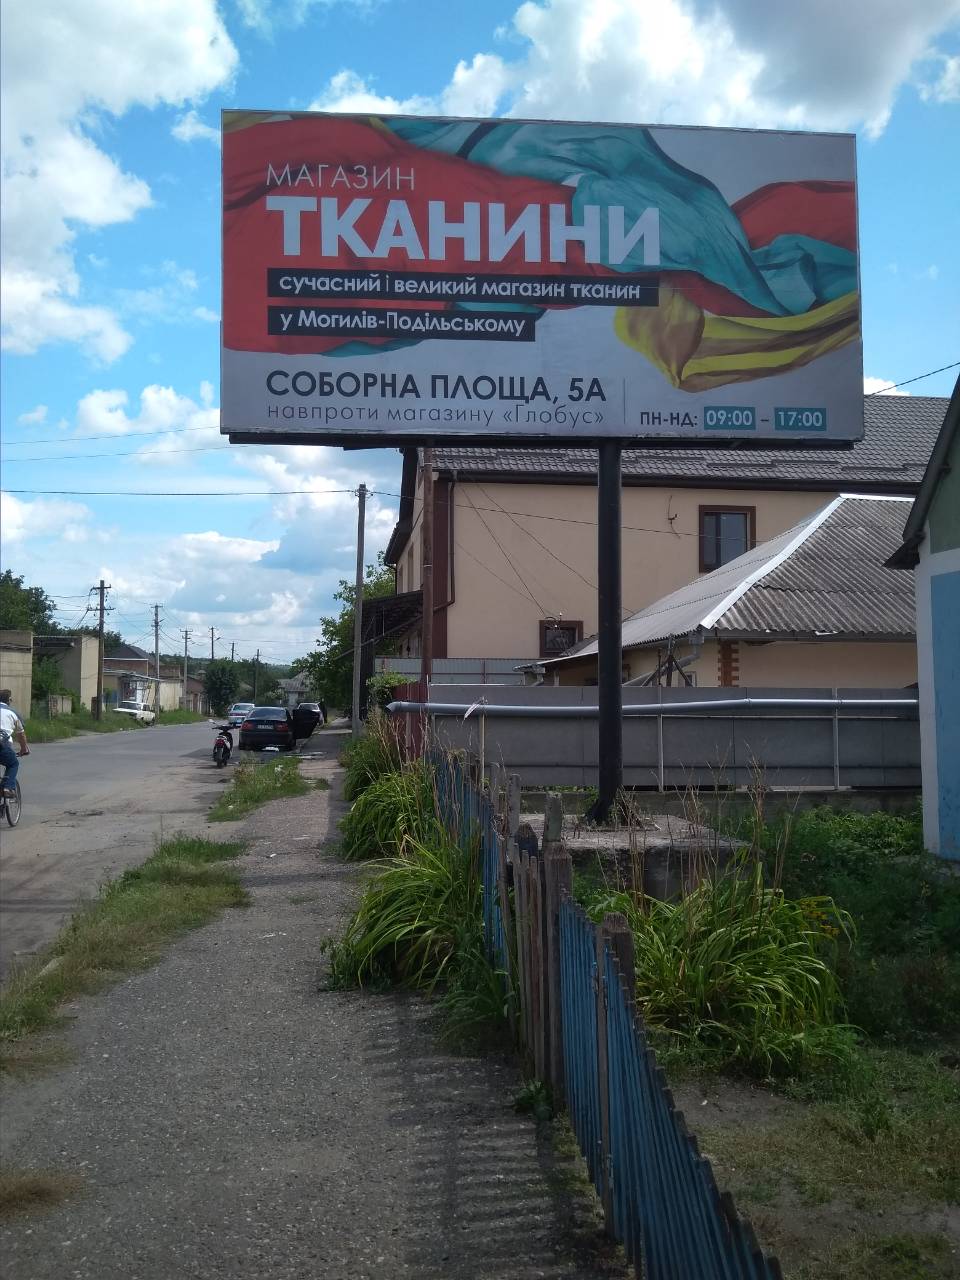 МАГАЗИН
ТКАНИНИ
сучасний і великий магазин тканин
у Могилів-Подільському
СОБОРНА ПЛОЩА, 5А
навпроти магазину «Глобус»
ПН-НД: 09:00 – 17:00